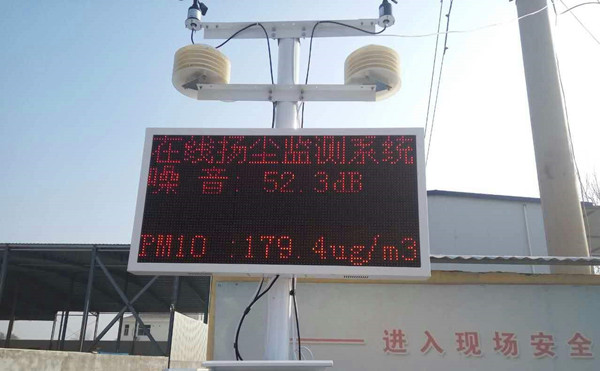 在线扬尘监测系统
噪 音: 52.3dB
PM10 :179.4ug/m3
进入现场安全